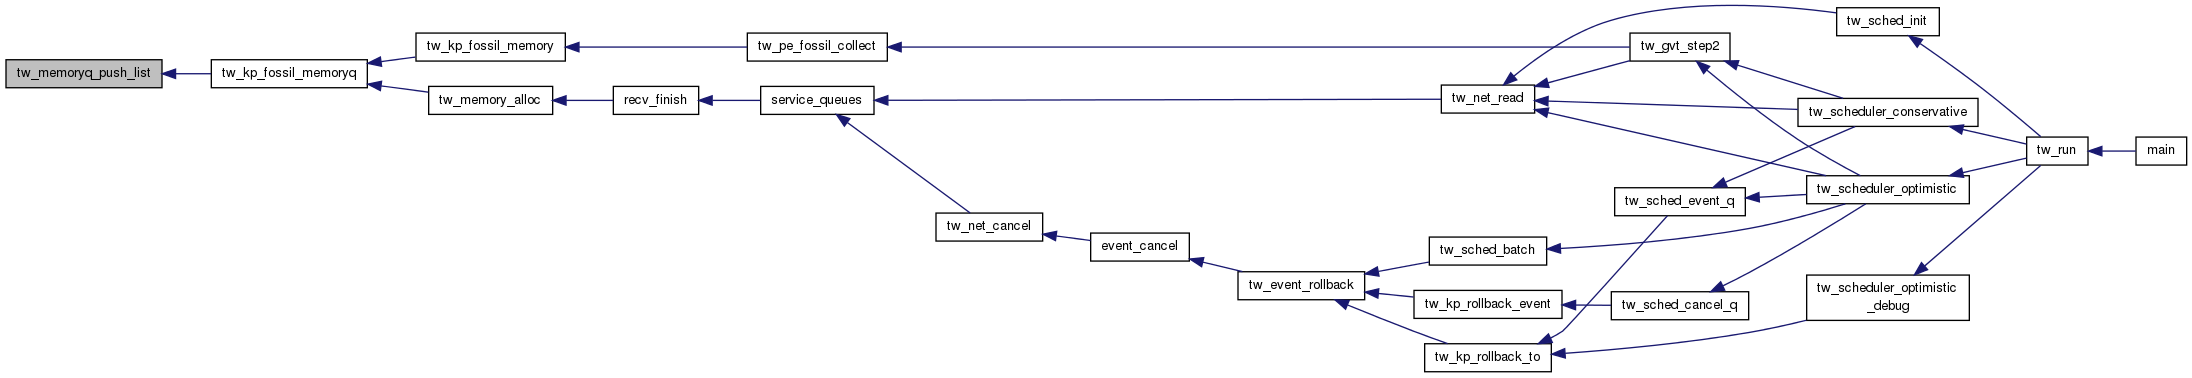 tw_memoryq_push_list
tw_kp_fossil_memoryq
tw_kp_fossil_memory
tw_pe_fossil_collect
tw_gvt_step2
tw_sched_init
tw_memory_alloc
recv_finish
service_queues
tw_net_read
tw_scheduler_conservative
tw_run
main
tw_scheduler_optimistic
tw_sched_event_q
tw_net_cancel
event_cancel
tw_sched_batch
tw_event_rollback
tw_kp_rollback_event
tw_sched_cancel_q
tw_scheduler_optimistic
_debug
tw_kp_rollback_to